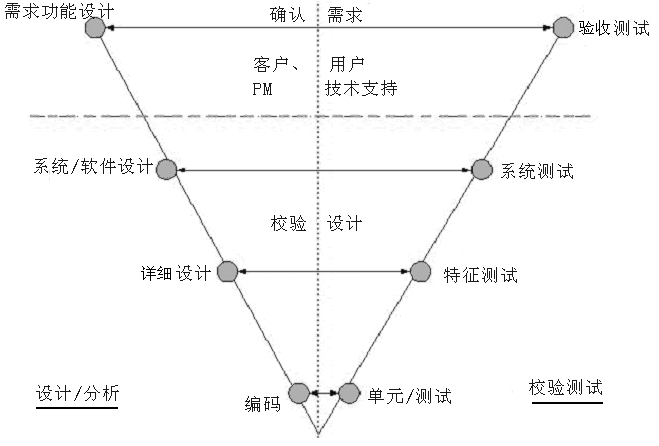 需求功能设计
确认 需求
验收测试
客户、 用户
PM 技术支持
系统/软件设计
系统测试
校验 设计
详细设计
特征测试
编码
单元/测试
设计/分析
校验测试